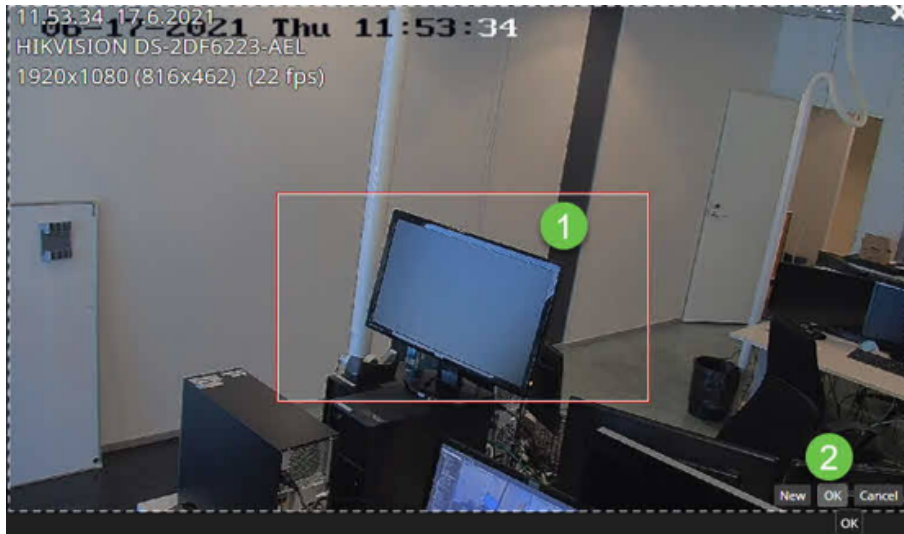 11.53.34 17.6.2021
06-17-2021 Thu 11:53:34
HIKVISION DS-2DF6223-AEL
1920x1080 (816x462) (22 fps)
1
2
New OK Cancel
OK